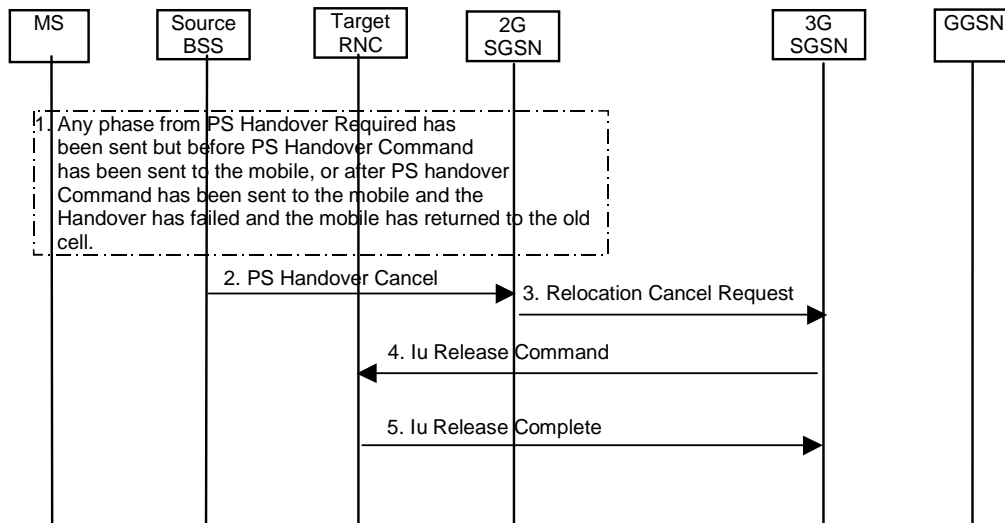 MS
Source
BSS
Target
RNC
2G
SGSN
3G
SGSN
GGSN
1. Any phase from PS Handover Required has
been sent but before PS Handover Command
has been sent to the mobile, or after PS handover
Command has been sent to the mobile and the
Handover has failed and the mobile has returned to the old
cell.
2. PS Handover Cancel
3. Relocation Cancel Request
4. Iu Release Command
5. Iu Release Complete